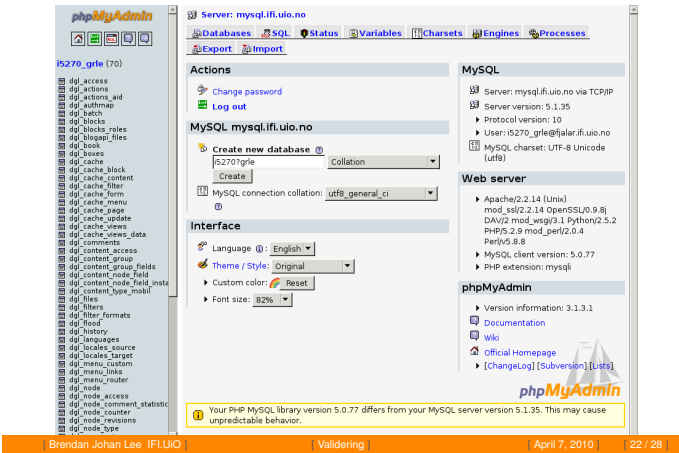 phpMyAdmin
i5270_grle (70)
dgl_access
dgl_actions
dgl_actions_aid
dgl_authmap
dgl_batch
dgl_blocks
dgl_blocks_roles
dgl_blogapi_files
dgl_book
dgl_boxes
dgl_cache
dgl_cache_block
dgl_cache_content
dgl_cache_filter
dgl_cache_form
dgl_cache_menu
dgl_cache_page
dgl_cache_update
dgl_cache_views
dgl_cache_views_data
dgl_comments
dgl_content_access
dgl_content_group
dgl_content_group_fields
dgl_content_node_field
dgl_content_node_field_insta
dgl_content_type_mobil
dgl_files
dgl_filters
dgl_filter_formats
dgl_flood
dgl_history
dgl_languages
dgl_locales_source
dgl_locales_target
dgl_menu_custom
dgl_menu_links
dgl_menu_router
dgl_node
dgl_node_access
dgl_node_comment_statistic
dgl_node_counter
dgl_node_revisions
dgl_node_type
Server: mysql.ifi.uio.no
Databases SQL Status Variables Charsets Engines Processes
Export Import
Actions
Change password
Log out
MySQL mysql.ifi.uio.no
Create new database
i5270?grle Collation
Create
MySQL connection collation: utf8_general_ci
Interface
Language : English
Theme / Style: Original
Custom color: Reset
Font size: 82%
MySQL
Server: mysql.ifi.uio.no via TCP/IP
Server version: 5.1.35
Protocol version: 10
User: i5270_grle@fjalar.ifi.uio.no
MySQL charset: UTF-8 Unicode
(utf8)
Web server
Apache/2.2.14 (Unix)
mod_ssl/2.2.14 OpenSSL/0.9.8j
DAV/2 mod_wsgi/3.1 Python/2.5.2
PHP/5.2.9 mod_perl/2.0.4
Perl/v5.8.8
MySQL client version: 5.0.77
PHP extension: mysqli
phpMyAdmin
Version information: 3.1.3.1
Documentation
Wiki
Official Homepage
[ChangeLog] [Subversion] [Lists]
phpMyAdmin
Your PHP MySQL library version 5.0.77 differs from your MySQL server version 5.1.35. This may cause
unpredictable behavior.
[ Brendan Johan Lee IFI.UiO ] [ Validering ] [ April 7, 2010 ] [ 22 / 28 ]